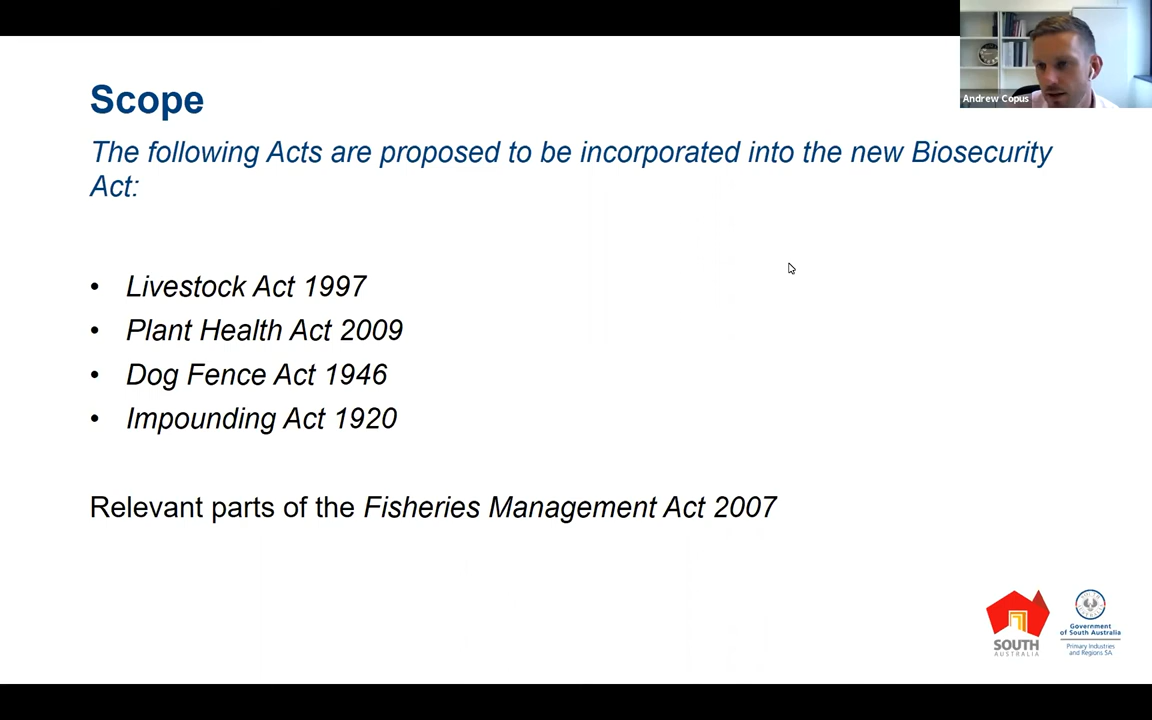 Andrew Copus
Scope
The following Acts are proposed to be incorporated into the new Biosecurity
Act:
• Livestock Act 1997
• Plant Health Act 2009
• Dog Fence Act 1946
• Impounding Act 1920
Relevant parts of the Fisheries Management Act 2007
SOUTH
AUSTRALIA
Government
of South Australia
Primary Industries
and Regions SA